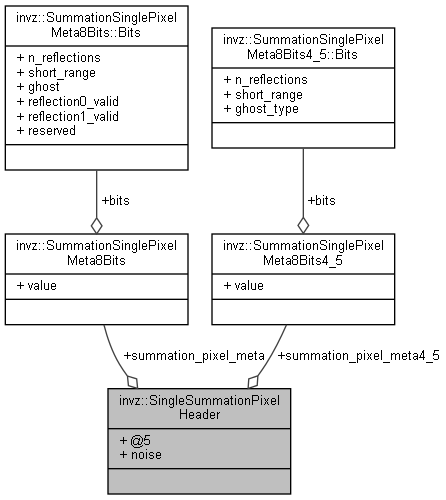 invz::SummationSinglePixel
Meta8Bits::Bits
+ n_reflections
+ short_range
+ ghost
+ reflection0_valid
+ reflection1_valid
+ reserved
invz::SummationSinglePixel
Meta8Bits4_5::Bits
+ n_reflections
+ short_range
+ ghost_type
+bits
+bits
invz::SummationSinglePixel
Meta8Bits
+ value
invz::SummationSinglePixel
Meta8Bits4_5
+ value
+summation_pixel_meta
+summation_pixel_meta4_5
invz::SingleSummationPixel
Header
+ @5
+ noise